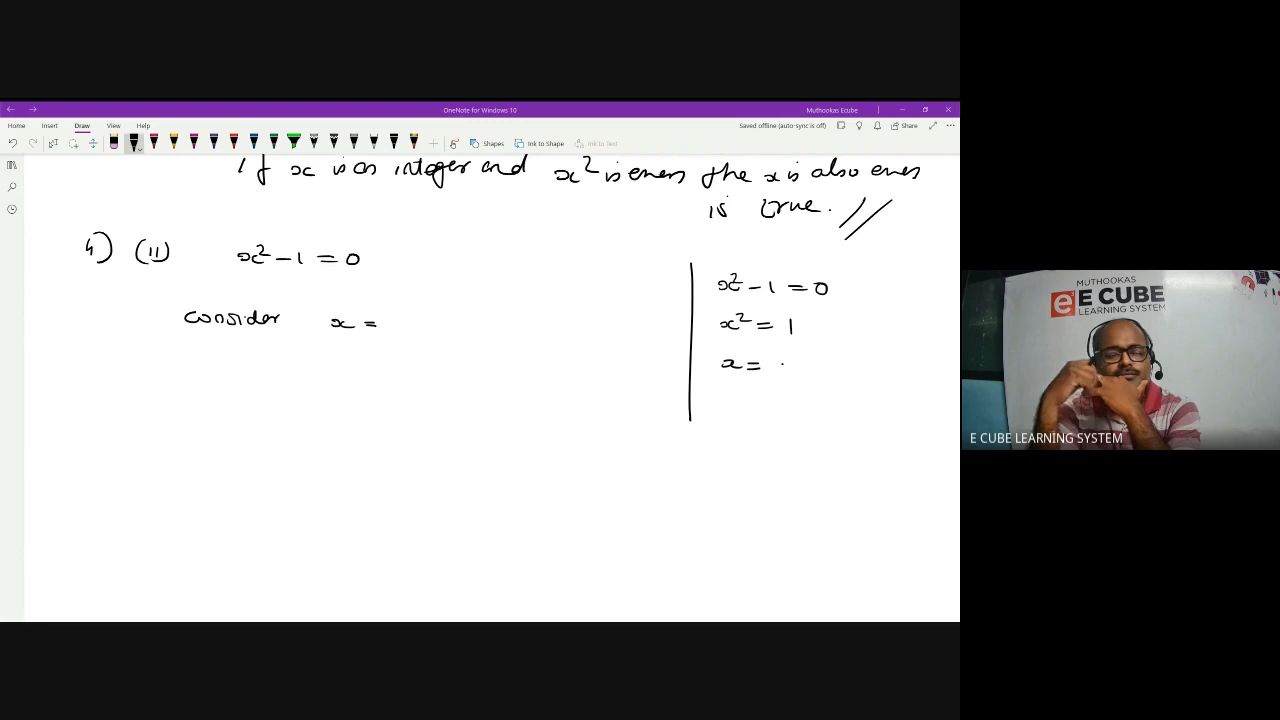 OneNote for Windows 10
Muthookas Ecube
Home Insert Draw View Help
Saved offline (auto-sync is off)
Share
Shapes
Ink to Shape
Ink to Text
If x is an integer and x² is even the x is also even
is true. //
4) (ii) x² - 1 = 0
consider x =
x² - 1 = 0
x² = 1
x =
MUTHOOKAS
e³ E CUBE
LEARNING SYSTEM
E CUBE LEARNING SYSTEM